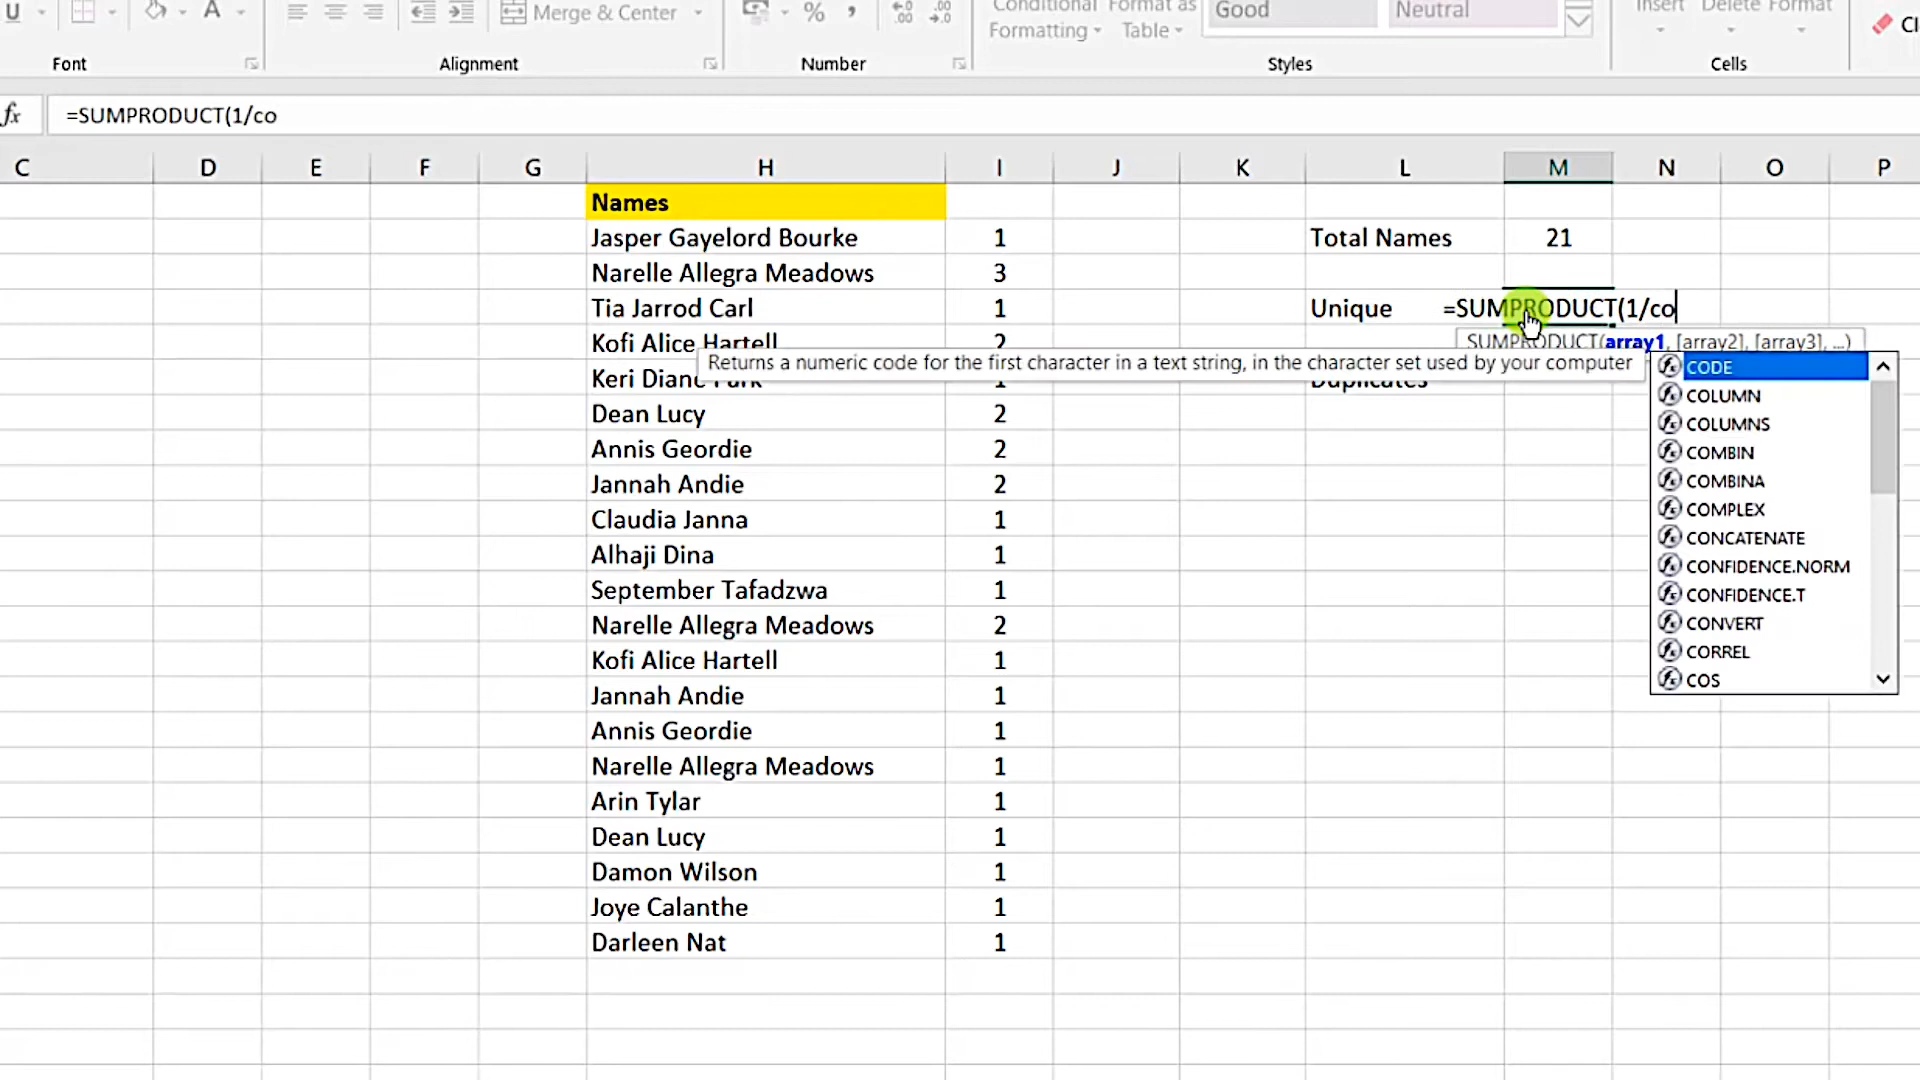 U A Merge & Center % , Conditional Format as Good Neutral Insert Delete Format
Formatting Table Cl
Font Alignment Number Styles Cells
fx =SUMPRODUCT(1/co
C D E F G H I J K L M N O P
Names
Jasper Gayelord Bourke 1 Total Names 21
Narelle Allegra Meadows 3
Tia Jarrod Carl 1 Unique =SUMPRODUCT(1/co
Kofi Alice Hartell 2 SUMPRODUCT(array1, [array2], [array3], ...)
Returns a numeric code for the first character in a text string, in the character set used by your computer
Keri Diane Park 1 Duplicates
Dean Lucy 2
Annis Geordie 2
Jannah Andie 2
Claudia Janna 1
Alhaji Dina 1
September Tafadzwa 1
Narelle Allegra Meadows 2
Kofi Alice Hartell 1
Jannah Andie 1
Annis Geordie 1
Narelle Allegra Meadows 1
Arin Tylar 1
Dean Lucy 1
Damon Wilson 1
Joye Calanthe 1
Darleen Nat 1
CODE
COLUMN
COLUMNS
COMBIN
COMBINA
COMPLEX
CONCATENATE
CONFIDENCE.NORM
CONFIDENCE.T
CONVERT
CORREL
COS